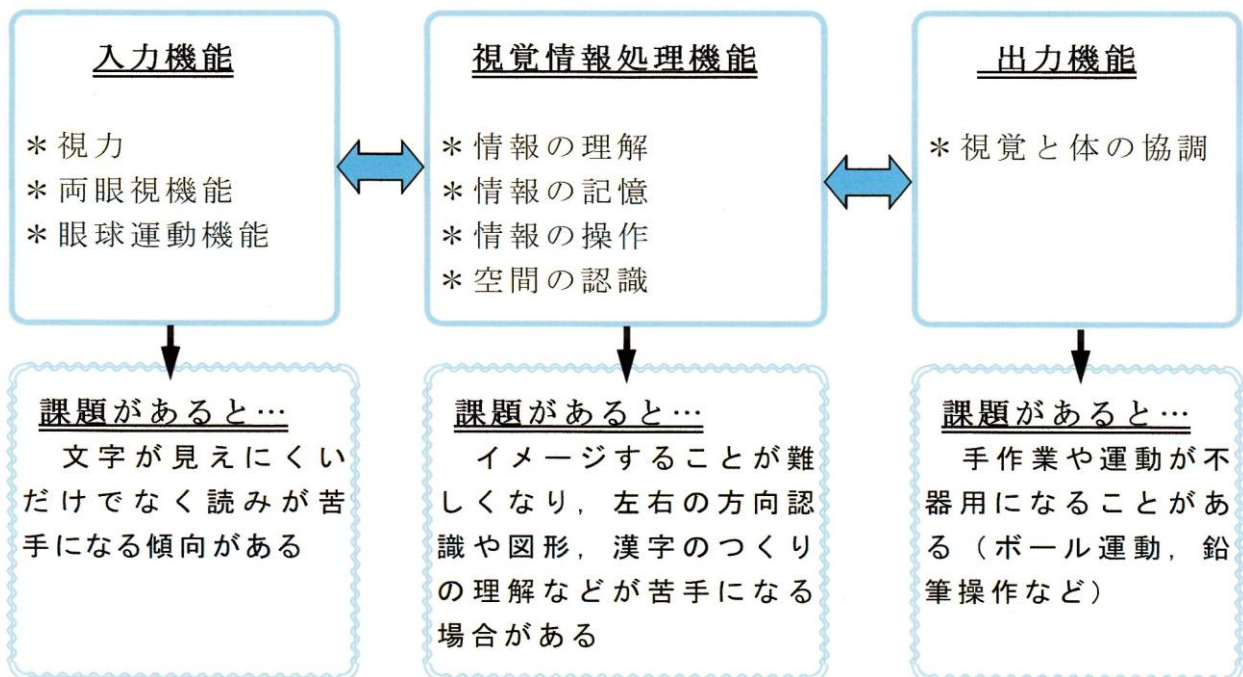 入力機能
＊視力
＊両眼視機能
＊眼球運動機能
視覚情報処理機能
＊情報の理解
＊情報の記憶
＊情報の操作
＊空間の認識
出力機能
＊視覚と体の協調
課題があると…
文字が見えにくい
だけでなく読みが苦
手になる傾向がある
課題があると…
イメージすることが難
しくなり，左右の方向認
識や図形，漢字のつくり
の理解などが苦手になる
場合がある
課題があると…
手作業や運動が不
器用になることがあ
る（ボール運動，鉛
筆操作など）